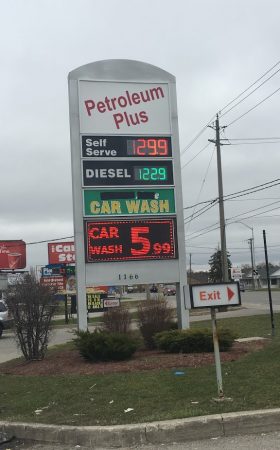 Petroleum
Plus
Self
Serve
129.9
DIESEL
122.9
CAR WASH
CAR
WASH
5.99
1166
Exit